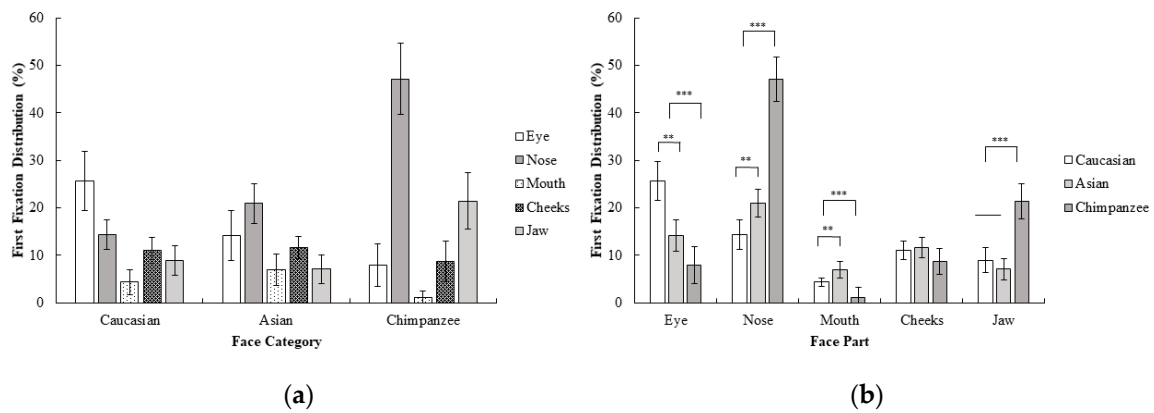 60
50
40
30
20
10
0
First Fixation Distribution (%)
Caucasian
Asian
Chimpanzee
Face Category
Eye
Nose
Mouth
Cheeks
Jaw
(a)
60
50
40
30
20
10
0
First Fixation Distribution (%)
***
***
**
**
***
**
***
Eye
Nose
Mouth
Cheeks
Jaw
Face Part
Caucasian
Asian
Chimpanzee
(b)